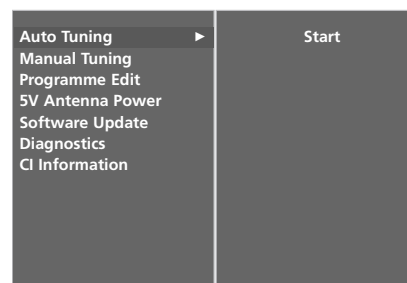 Auto Tuning ► Start
Manual Tuning
Programme Edit
5V Antenna Power
Software Update
Diagnostics
CI Information